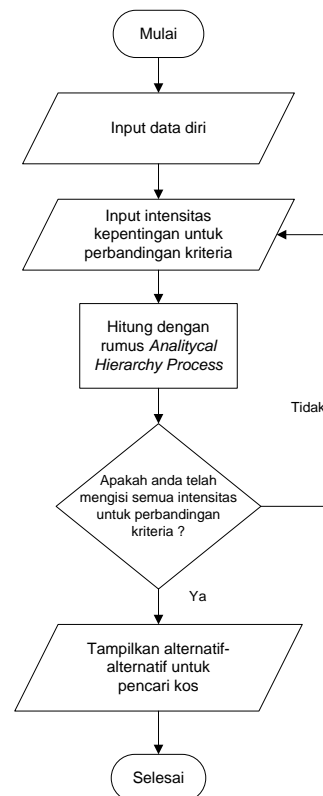 Mulai
Input data diri
Input intensitas
kepentingan untuk
perbandingan kriteria
Hitung dengan
rumus Analitycal
Hierarchy Process
Tidak
Apakah anda telah
mengisi semua intensitas
untuk perbandingan
kriteria ?
Ya
Tampilkan alternatif-
alternatif untuk
pencari kos
Selesai